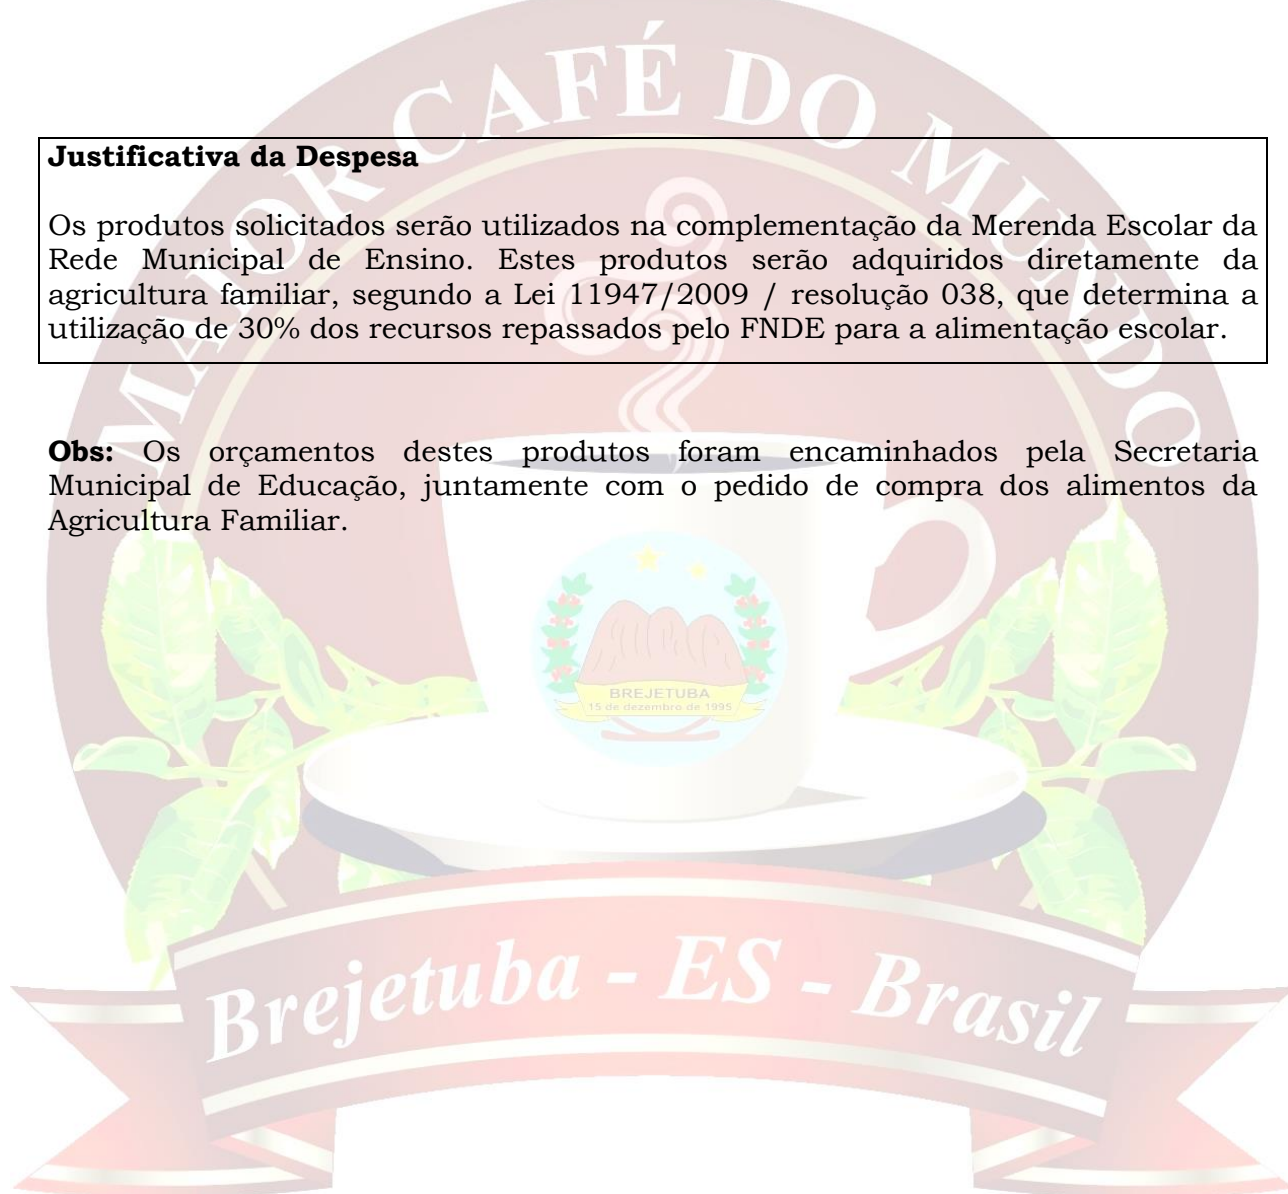 MAIOR CAFÉ DO MUNDO
Justificativa da Despesa
Os produtos solicitados serão utilizados na complementação da Merenda Escolar da
Rede Municipal de Ensino. Estes produtos serão adquiridos diretamente da
agricultura familiar, segundo a Lei 11947/2009 / resolução 038, que determina a
utilização de 30% dos recursos repassados pelo FNDE para a alimentação escolar.
Obs: Os orçamentos destes produtos foram encaminhados pela Secretaria
Municipal de Educação, juntamente com o pedido de compra dos alimentos da
Agricultura Familiar.
BREJETUBA
15 de dezembro de 1995
Brejetuba - ES - Brasil